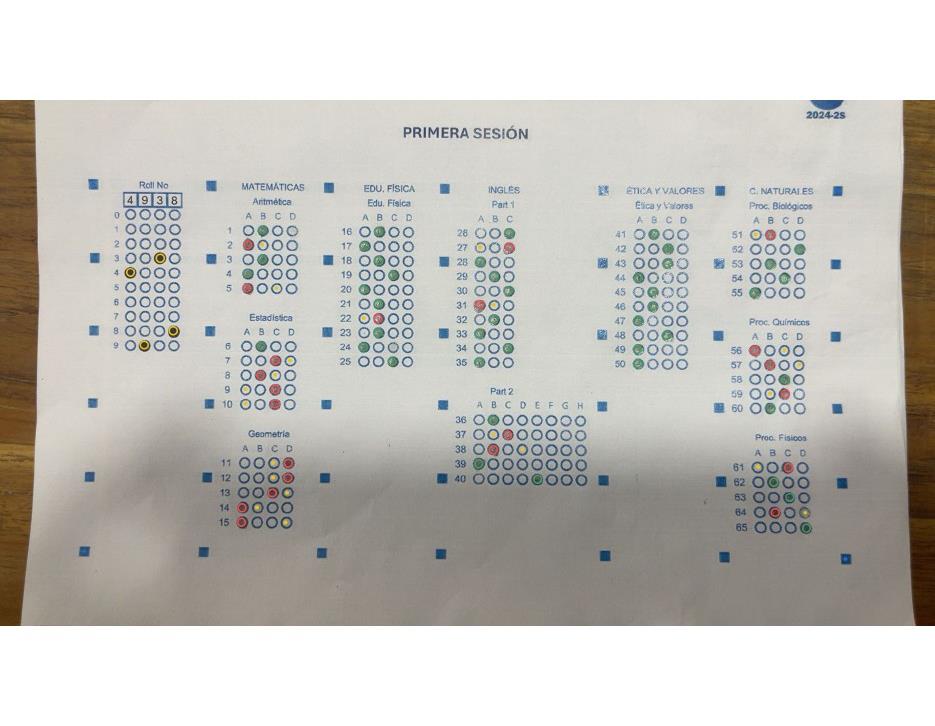 2024-2S
PRIMERA SESIÓN
Roll No
4 9 3 8
0
1
2
3
4
5
6
7
8
9
MATEMÁTICAS
Aritmética
A B C D
1
2
3
4
5
Estadística
A B C D
6
7
8
9
10
Geometría
A B C D
11
12
13
14
15
EDU. FÍSICA
Edu. Física
A B C D
16
17
18
19
20
21
22
23
24
25
INGLÉS
Part 1
A B C
26
27
28
29
30
31
32
33
34
35
Part 2
A B C D E F G H
36
37
38
39
40
ÉTICA Y VALORES
Ética y Valores
A B C D
41
42
43
44
45
46
47
48
49
50
C. NATURALES
Proc. Biológicos
A B C D
51
52
53
54
55
Proc. Químicos
A B C D
56
57
58
59
60
Proc. Físicos
A B C D
61
62
63
64
65